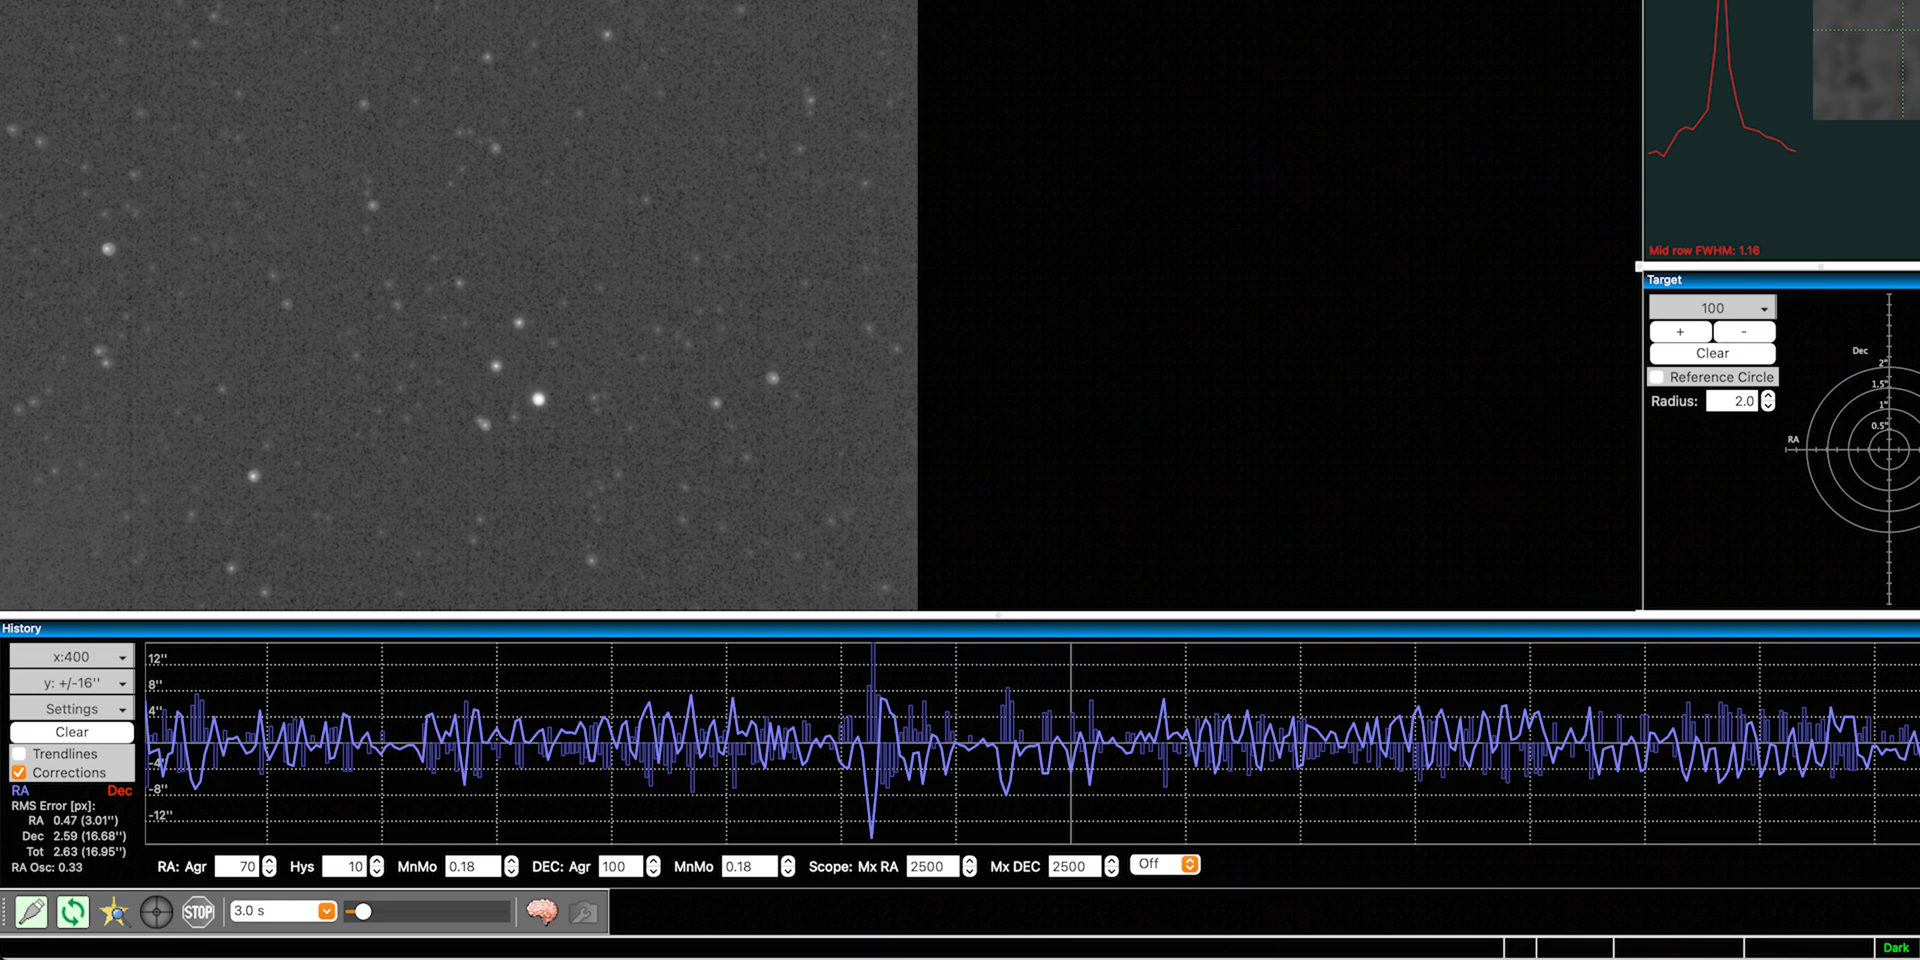 Mid row FWHM: 1.16
Target
100
+ -
Clear
Reference Circle
Radius: 2.0
Dec
2"
1.5"
1"
0.5"
RA
History
x:400
y: +/-16''
Settings
Clear
Trendlines
Corrections
RA Dec
RMS Error [px]:
RA 0.47 (3.01'')
Dec 2.59 (16.68'')
Tot 2.63 (16.95'')
RA Osc: 0.33
12''
8''
4''
-4''
-8''
-12''
RA: Agr 70 Hys 10 MnMo 0.18 DEC: Agr 100 MnMo 0.18 Scope: Mx RA 2500 Mx DEC 2500 Off
STOP 3.0 s
Dark